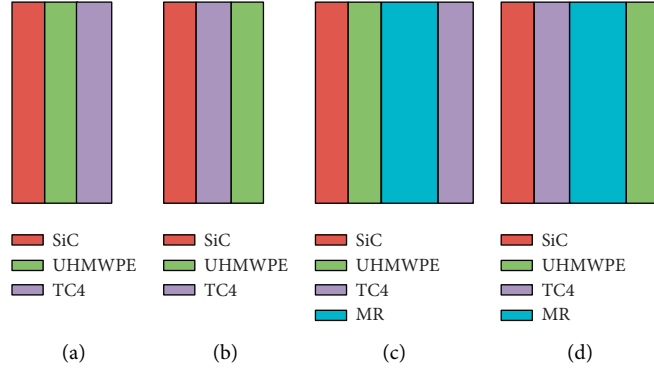 SiC
UHMWPE
TC4
(a)
SiC
UHMWPE
TC4
(b)
SiC
UHMWPE
TC4
MR
(c)
SiC
UHMWPE
TC4
MR
(d)